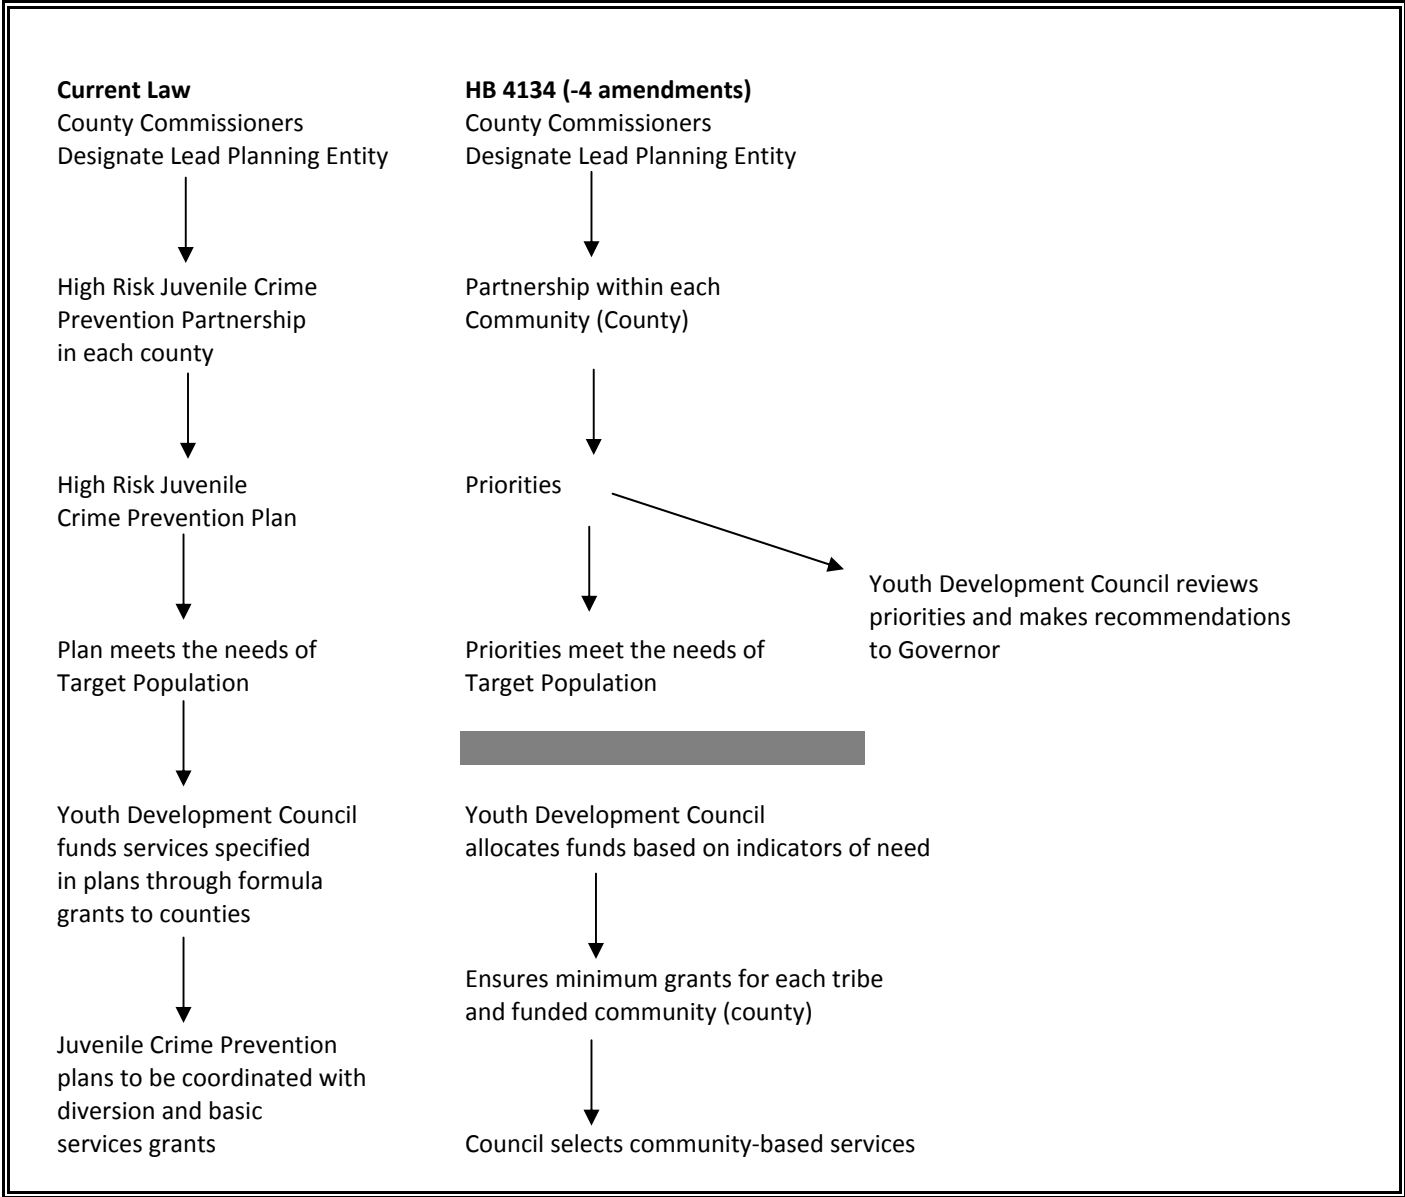 Current Law
County Commissioners
Designate Lead Planning Entity
High Risk Juvenile Crime
Prevention Partnership
in each county
High Risk Juvenile
Crime Prevention Plan
Plan meets the needs of
Target Population
Youth Development Council
funds services specified
in plans through formula
grants to counties
Juvenile Crime Prevention
plans to be coordinated with
diversion and basic
services grants
HB 4134 (-4 amendments)
County Commissioners
Designate Lead Planning Entity
Partnership within each
Community (County)
Priorities
Youth Development Council reviews
priorities and makes recommendations
to Governor
Priorities meet the needs of
Target Population
Youth Development Council
allocates funds based on indicators of need
Ensures minimum grants for each tribe
and funded community (county)
Council selects community-based services